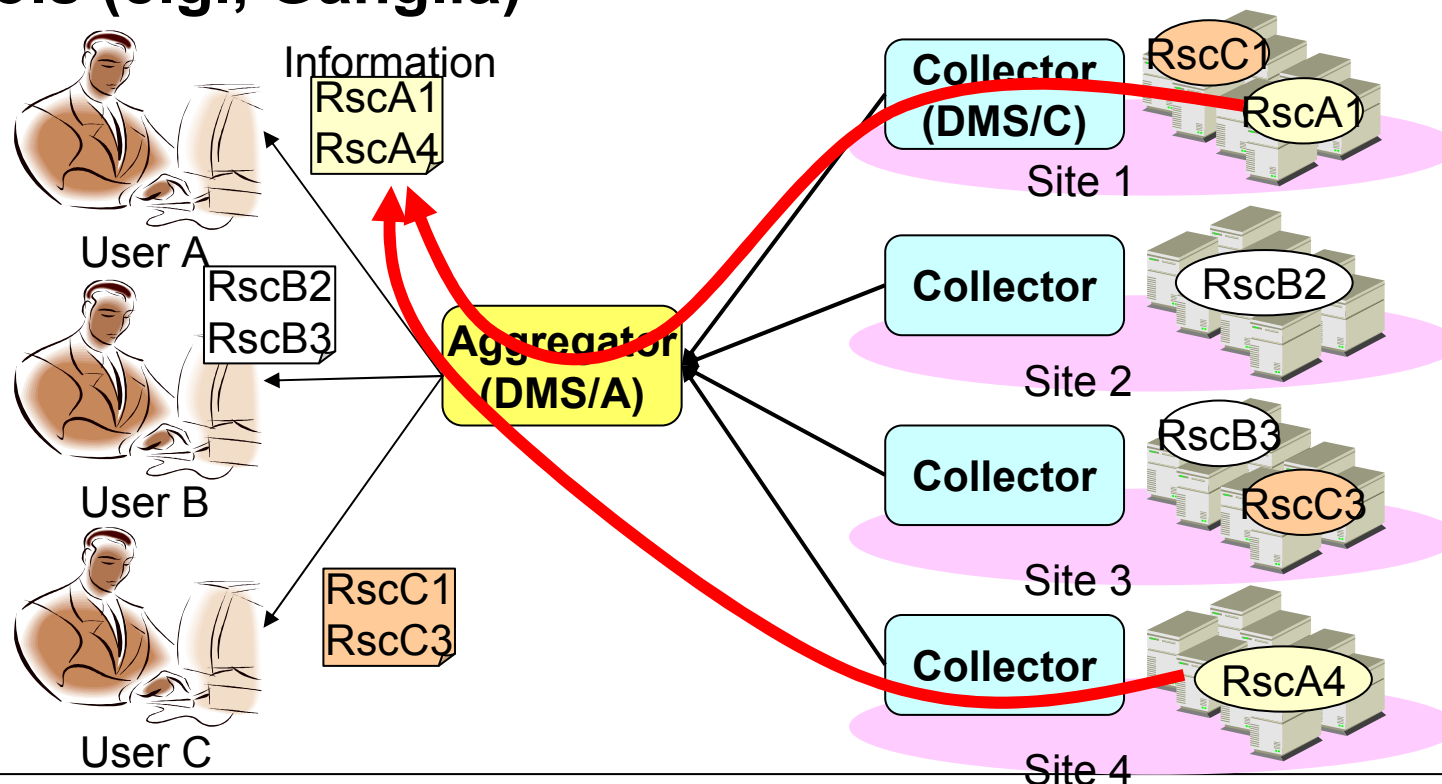 (e.g., Ganglia)
Information
RscA1
RscA4
User A
RscB2
RscB3
User B
RscC1
RscC3
User C
Aggregator
(DMS/A)
Collector
(DMS/C)
RscC1
RscA1
Site 1
Collector
RscB2
Site 2
Collector
RscB3
RscC3
Site 3
Collector
RscA4
Site 4